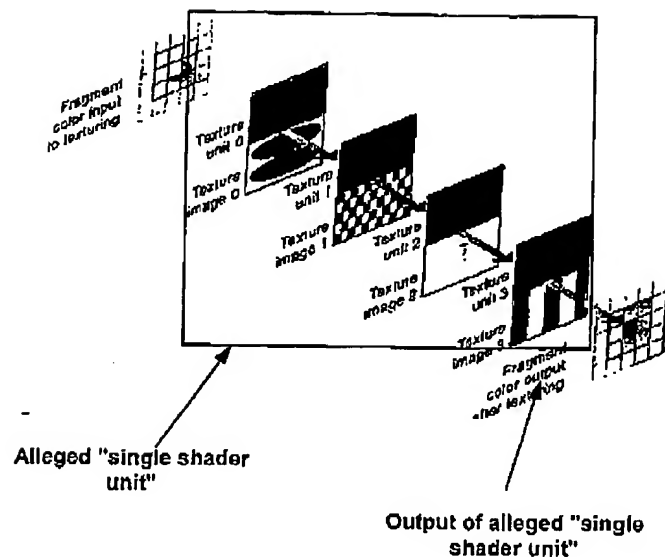 Fragment
color input
to texturing
Texture
unit 0
Texture
image 0
Texture
unit 1
Texture
image 1
Texture
unit 2
Texture
image 2
?
Texture
unit 3
Texture
image 3
Fragment
color output
after texturing
Alleged "single shader
unit"
Output of alleged "single
shader unit"